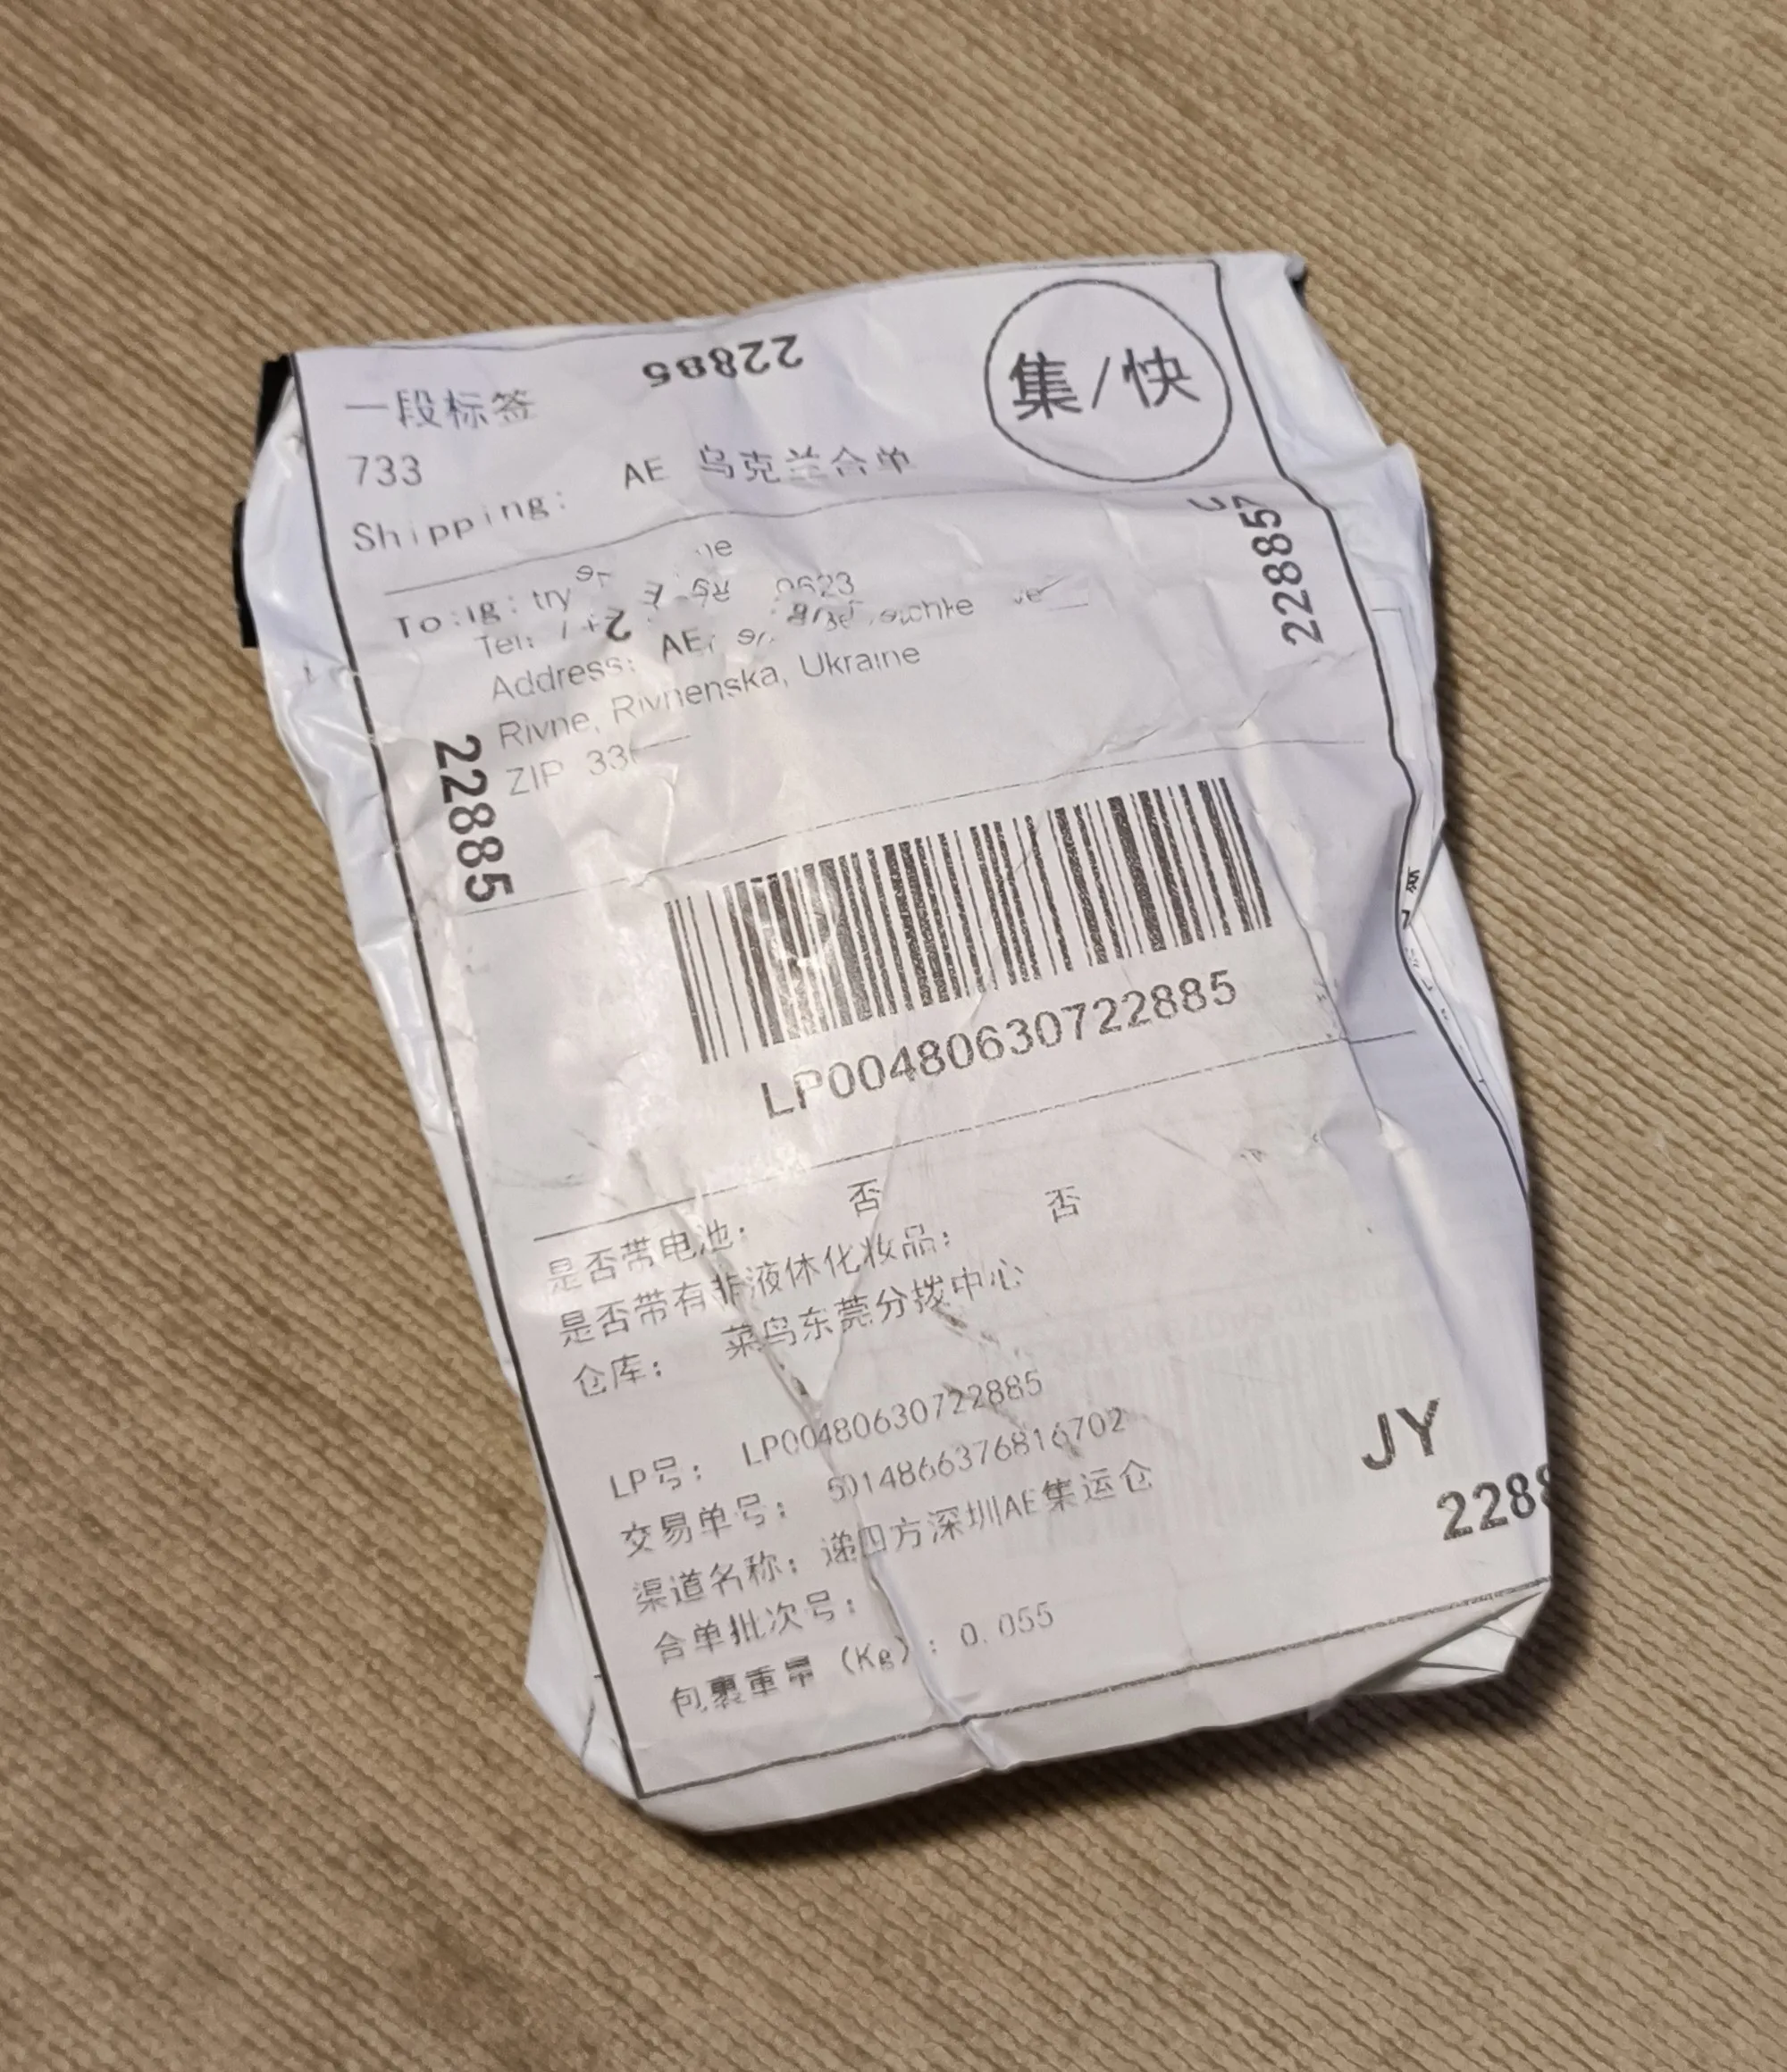 22885
集/快
一段标签
733
Shipping: AE 乌克兰合单
22885
To:
Tel:
Address:
Rivne, Rivnenska, Ukraine
ZIP 33
22885
LP00480630722885
是否带电池: 否
是否带有非液体化妆品: 否
仓库: 菜鸟东莞分拨中心
LP号: LP00480630722885
交易单号: 5014866376816702
渠道名称: 递四方深圳AE集运仓
合单批次号:
包裹重量 (Kg): 0.055
JY
228